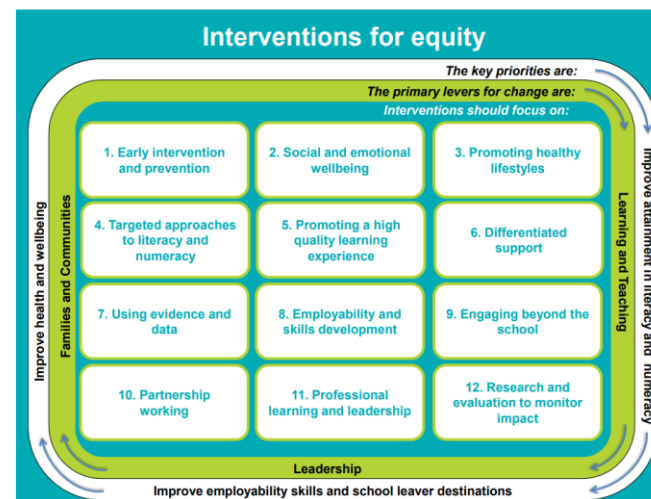 Interventions for equity
The key priorities are:
The primary levers for change are:
Interventions should focus on:
1. Early intervention
and prevention
2. Social and emotional
wellbeing
3. Promoting healthy
lifestyles
4. Targeted approaches
to literacy and
numeracy
5. Promoting a high
quality learning
experience
6. Differentiated
support
7. Using evidence and
data
8. Employability and
skills development
9. Engaging beyond the
school
10. Partnership
working
11. Professional
learning and leadership
12. Research and
evaluation to monitor
impact
Learning and Teaching
Improve attainment in literacy and numeracy
Leadership
Improve employability skills and school leaver destinations
Families and Communities
Improve health and wellbeing